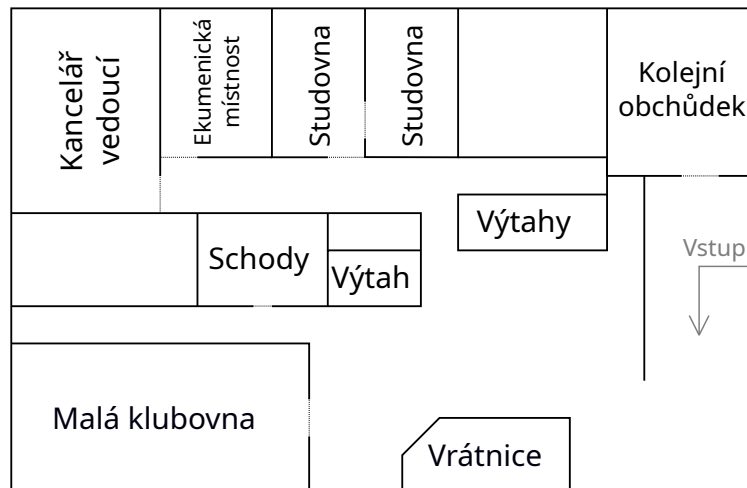 Kancelář
vedoucí
Ekumenická
místnost
Studovna
Studovna
Kolejní
obchůdek
Výtahy
Schody
Výtah
Vstup
Malá klubovna
Vrátnice